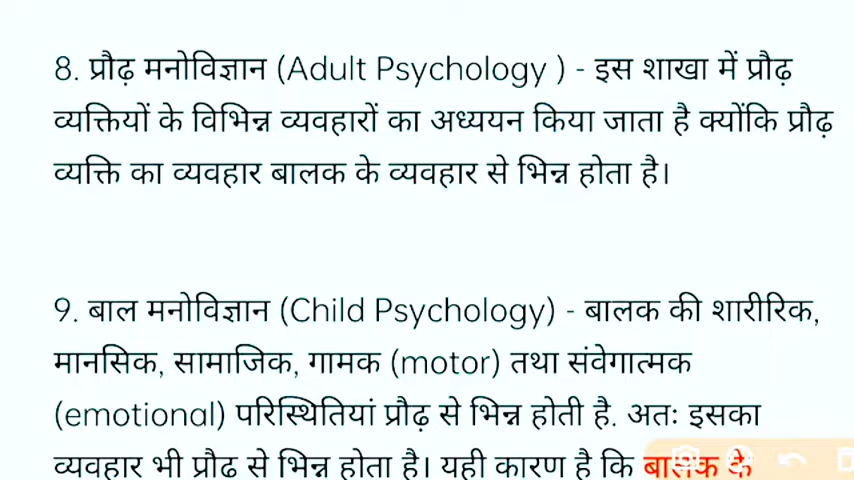 8. प्रौढ़ मनोविज्ञान (Adult Psychology ) - इस शाखा में प्रौढ़
व्यक्तियों के विभिन्न व्यवहारों का अध्ययन किया जाता है क्योंकि प्रौढ़
व्यक्ति का व्यवहार बालक के व्यवहार से भिन्न होता है।
9. बाल मनोविज्ञान (Child Psychology) - बालक की शारीरिक,
मानसिक, सामाजिक, गामक (motor) तथा संवेगात्मक
(emotional) परिस्थितियां प्रौढ़ से भिन्न होती है. अतः इसका
व्यवहार भी प्रौढ़ से भिन्न होता है। यही कारण है कि बालक के